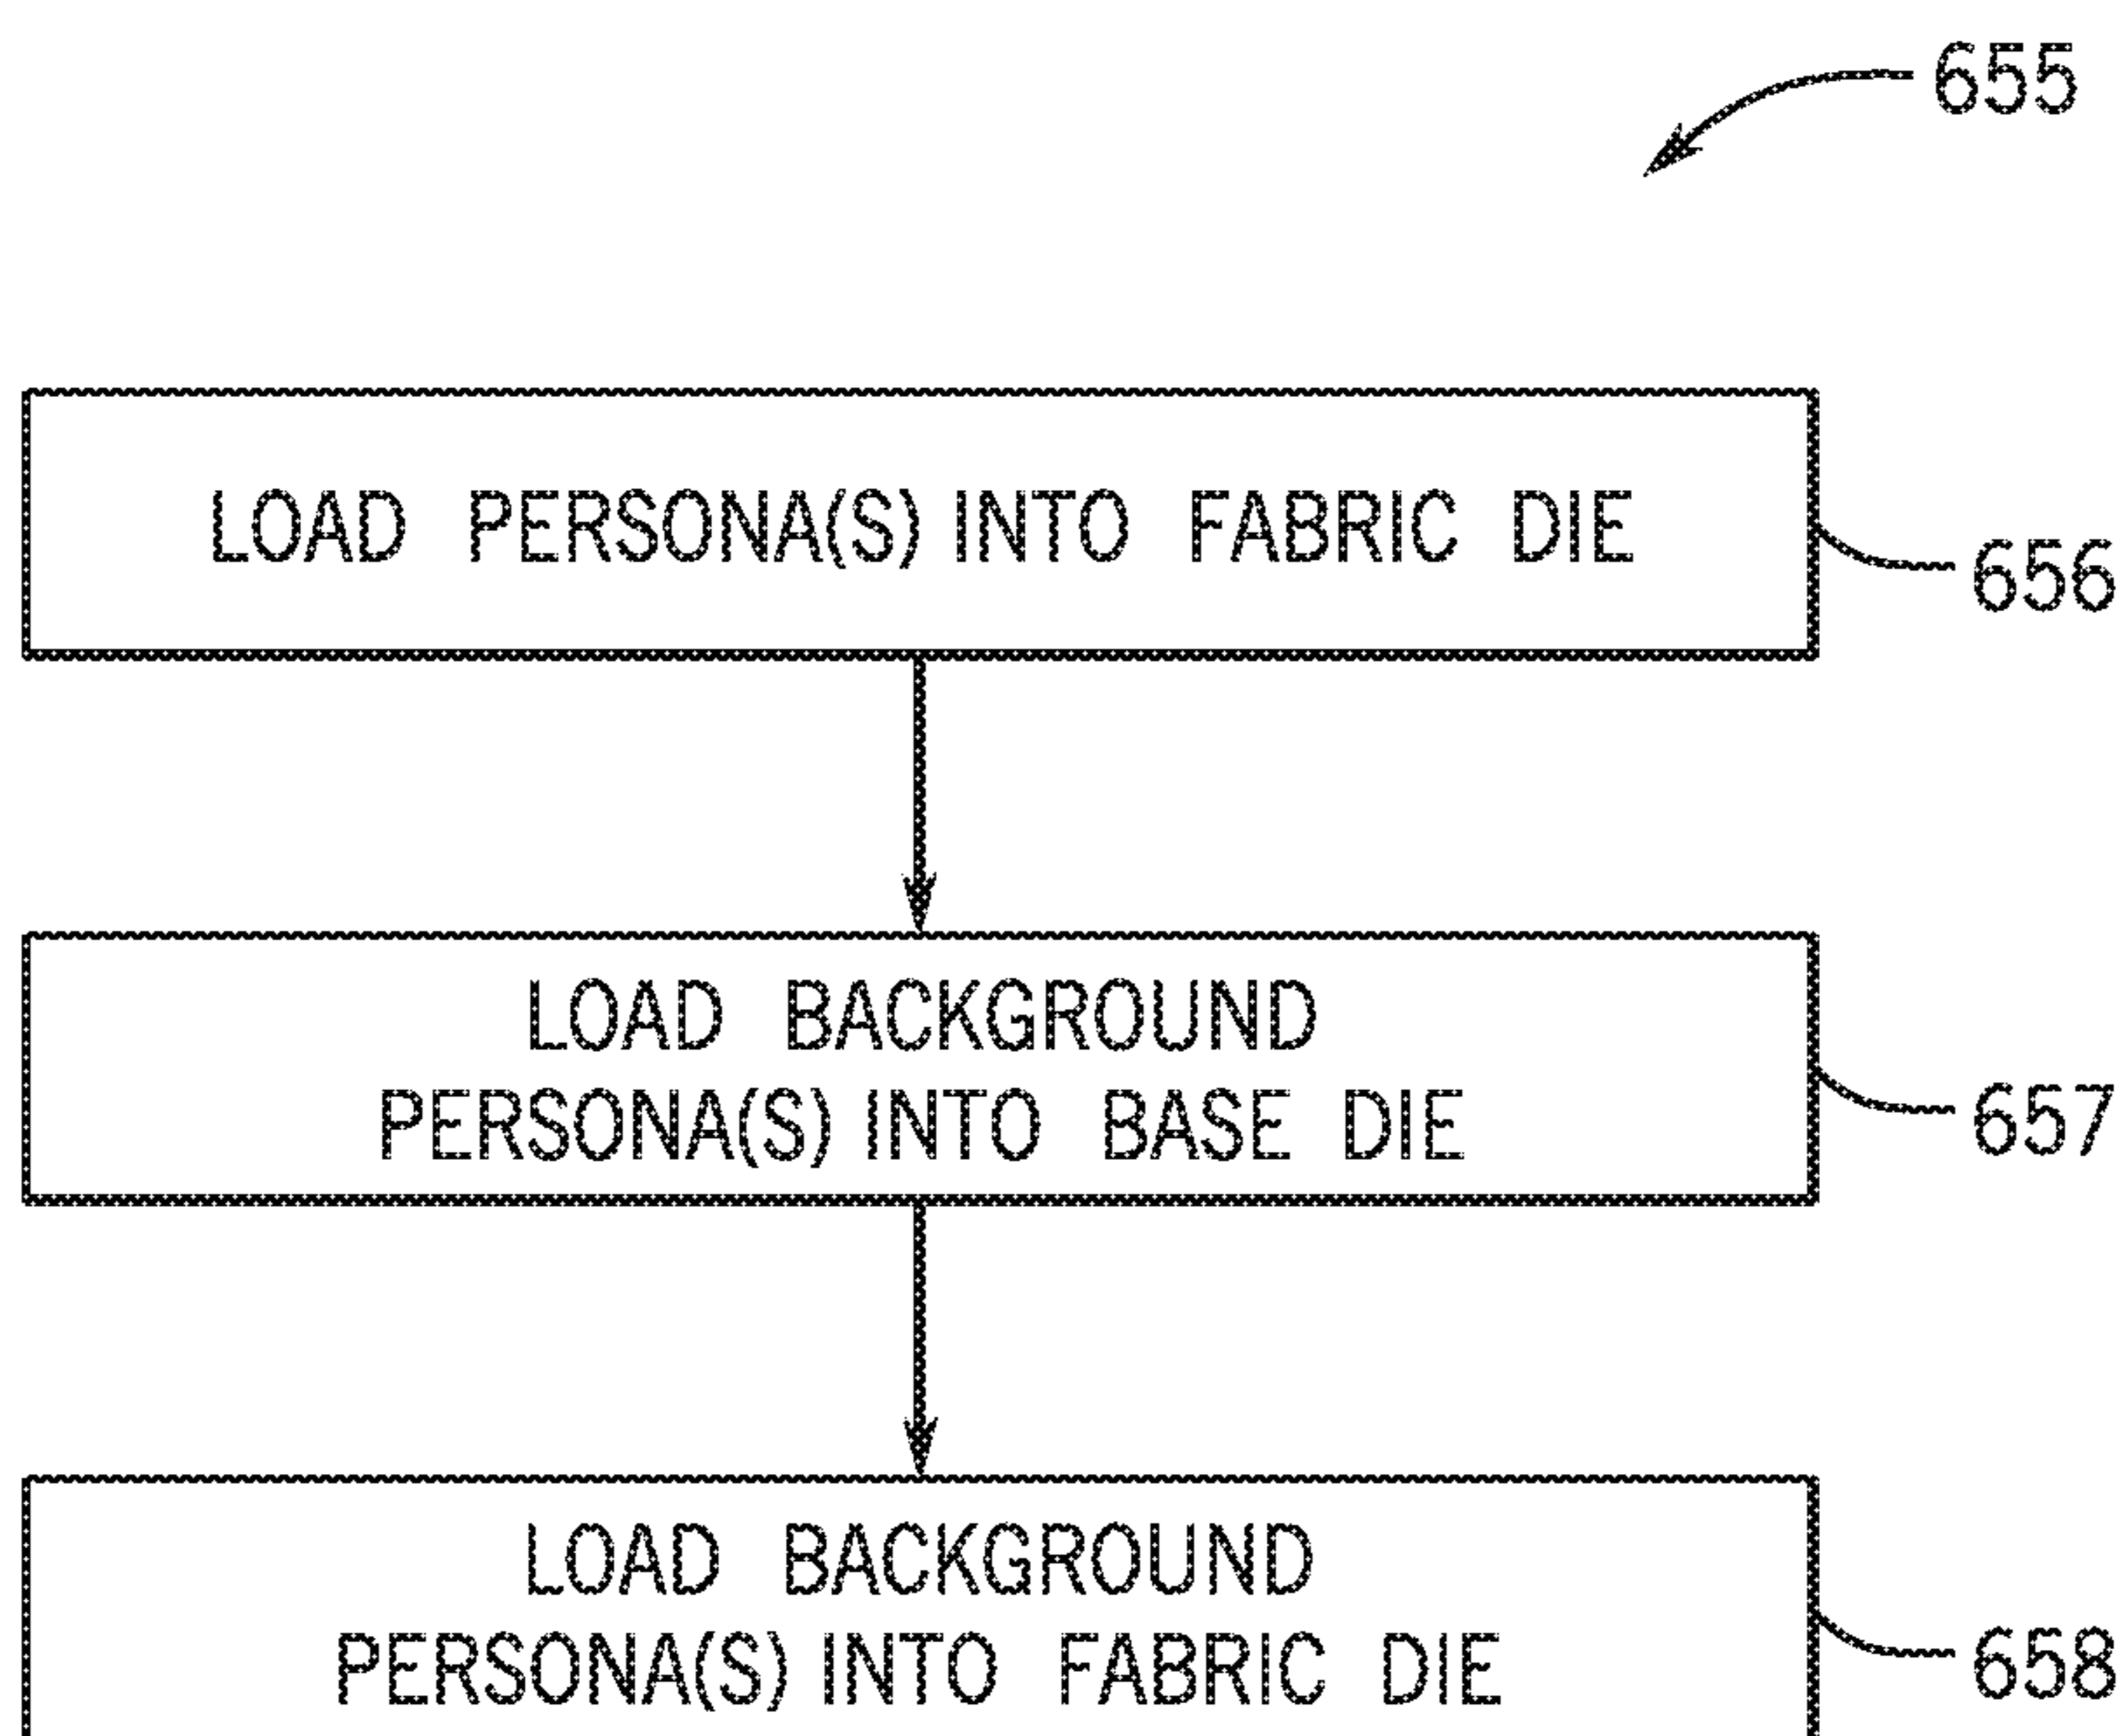 655
LOAD PERSONA(S) INTO FABRIC DIE
656
LOAD BACKGROUND
PERSONA(S) INTO BASE DIE
657
LOAD BACKGROUND
PERSONA(S) INTO FABRIC DIE
658